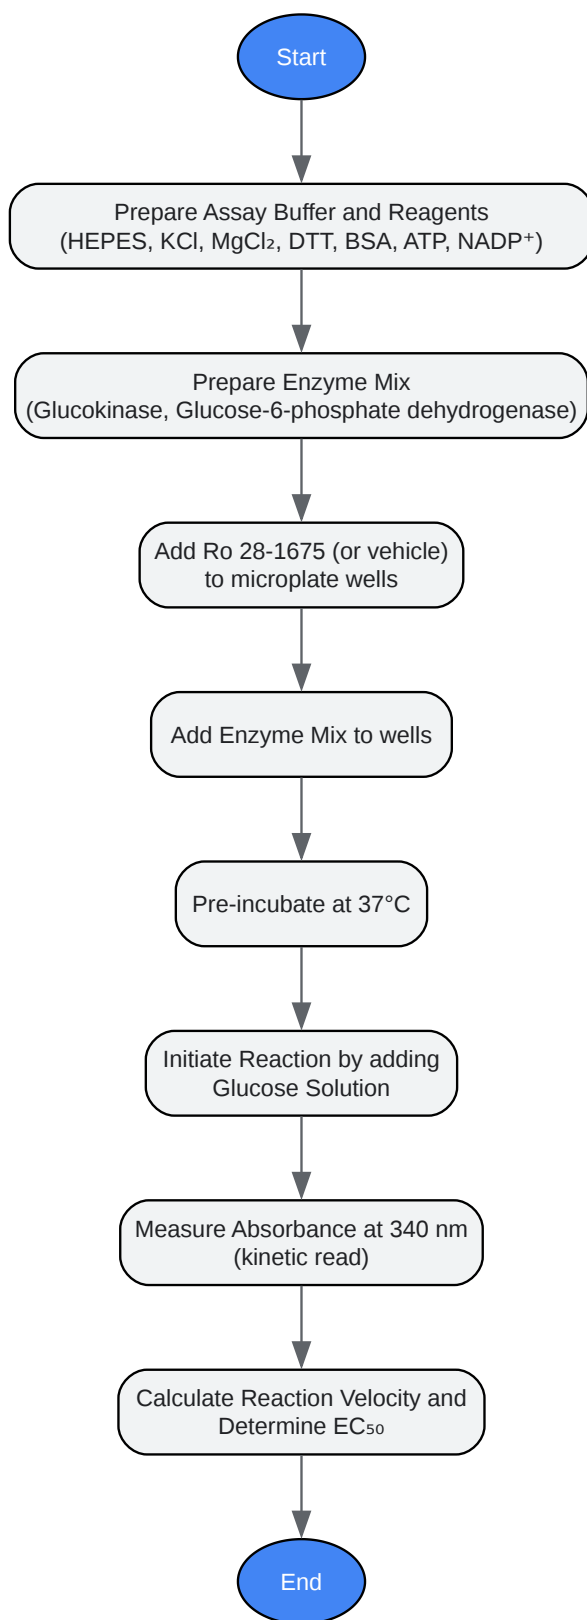 Start
Prepare Assay Buffer and Reagents
(HEPES, KCl, MgCl₂, DTT, BSA, ATP, NADP⁺)
Prepare Enzyme Mix
(Glucokinase, Glucose-6-phosphate dehydrogenase)
Add Ro 28-1675 (or vehicle)
to microplate wells
Add Enzyme Mix to wells
Pre-incubate at 37°C
Initiate Reaction by adding
Glucose Solution
Measure Absorbance at 340 nm
(kinetic read)
Calculate Reaction Velocity and
Determine EC₅₀
End